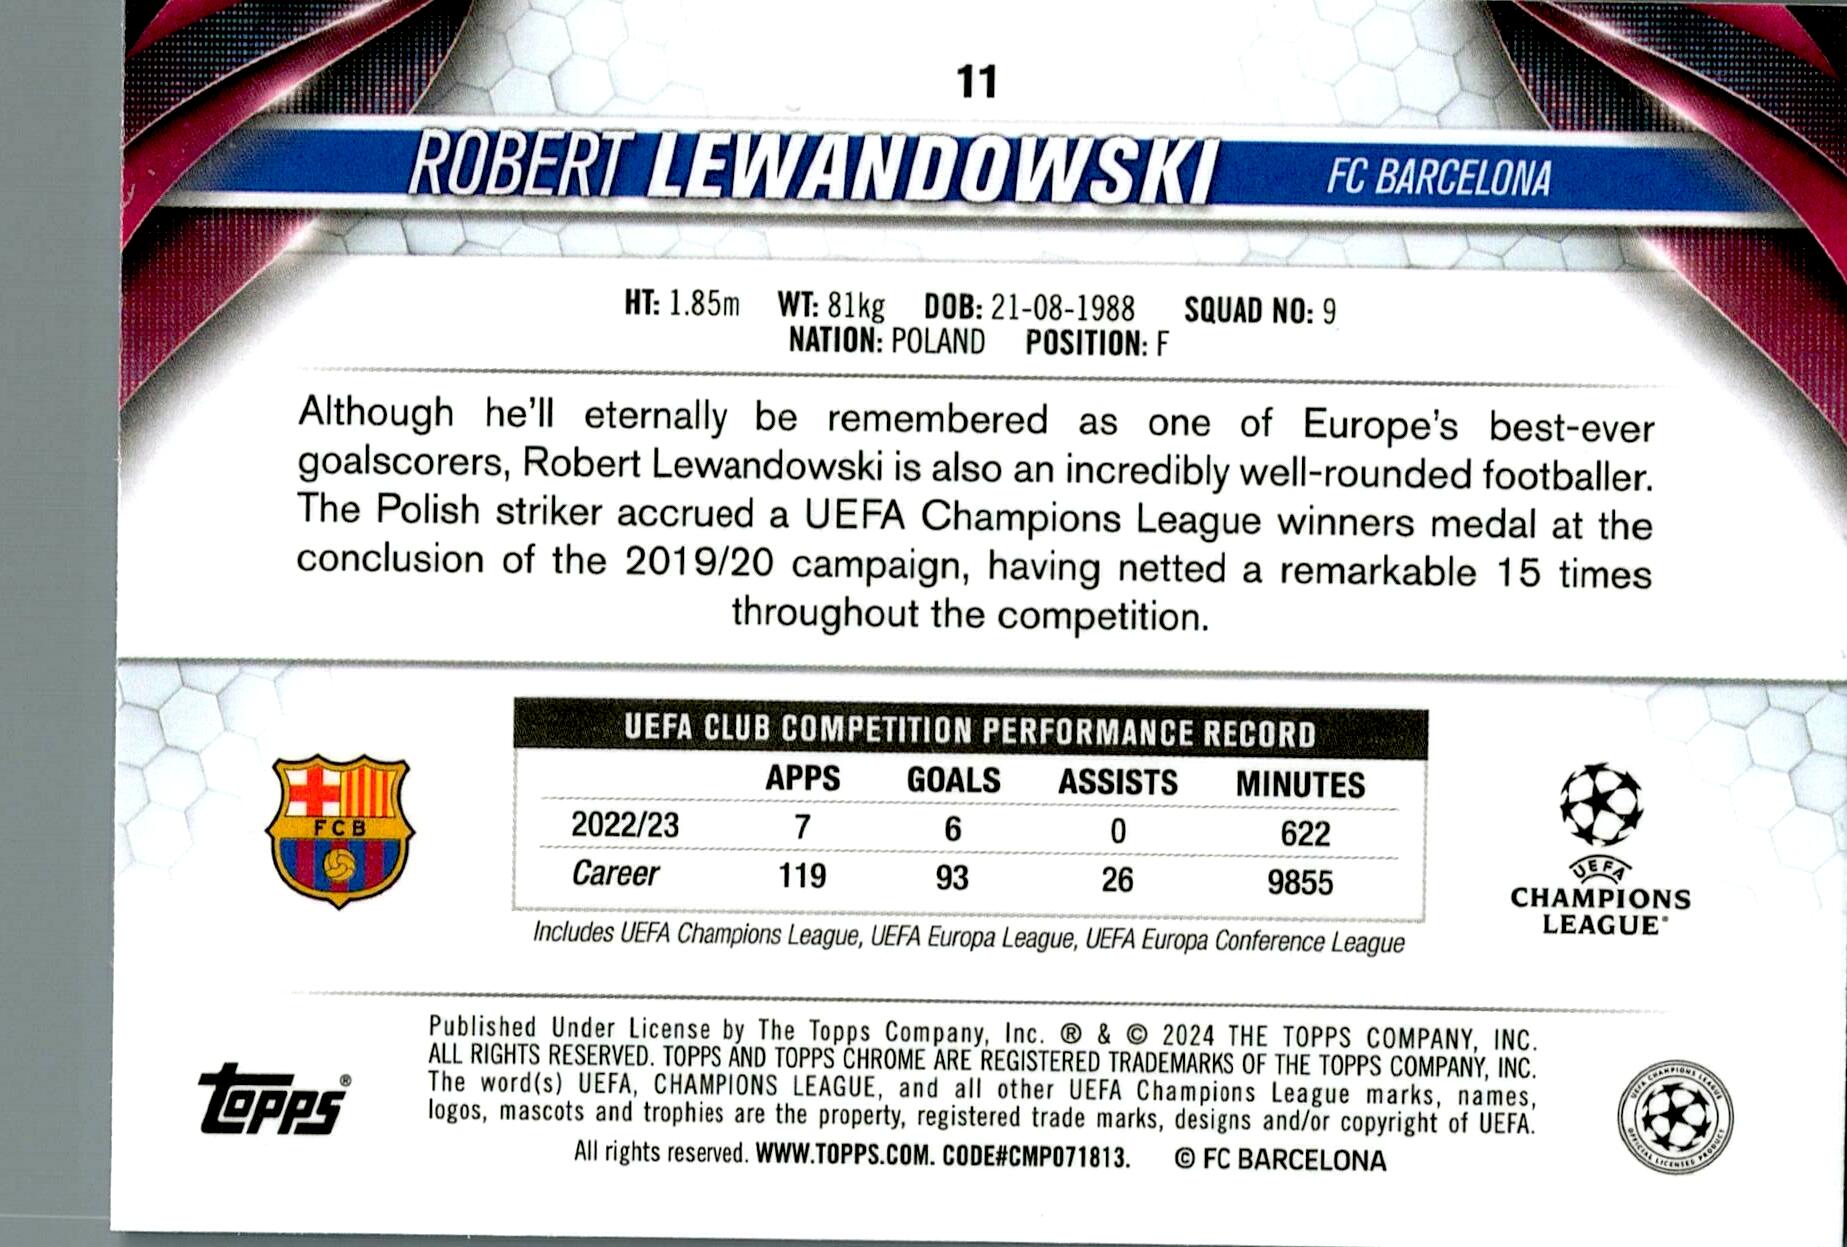 11
ROBERT LEWANDOWSKI FC BARCELONA
HT: 1.85m WT: 81kg DOB: 21-08-1988 SQUAD NO: 9
NATION: POLAND POSITION: F
Although he'll eternally be remembered as one of Europe's best-ever
goalscorers, Robert Lewandowski is also an incredibly well-rounded footballer.
The Polish striker accrued a UEFA Champions League winners medal at the
conclusion of the 2019/20 campaign, having netted a remarkable 15 times
throughout the competition.
UEFA CLUB COMPETITION PERFORMANCE RECORD
APPS GOALS ASSISTS MINUTES
2022/23 7 6 0 622
Career 119 93 26 9855
Includes UEFA Champions League, UEFA Europa League, UEFA Europa Conference League
FCB
UEFA
CHAMPIONS
LEAGUE®
Topps®
Published Under License by The Topps Company, Inc. ® & © 2024 THE TOPPS COMPANY, INC.
ALL RIGHTS RESERVED. TOPPS AND TOPPS CHROME ARE REGISTERED TRADEMARKS OF THE TOPPS COMPANY, INC.
The word(s) UEFA, CHAMPIONS LEAGUE, and all other UEFA Champions League marks, names,
logos, mascots and trophies are the property, registered trade marks, designs and/or copyright of UEFA.
All rights reserved. WWW.TOPPS.COM. CODE#CMP071813. © FC BARCELONA
UEFA CHAMPIONS LEAGUE
OFFICIAL LICENSED PRODUCT